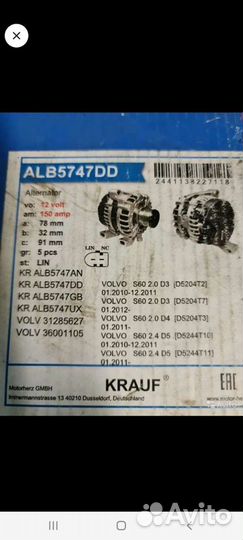 ALB5747DD
2441138227118
Alternator
vo: 12 volt
am: 150 amp
a: 78 mm
b: 32 mm
c: 91 mm
gr: 5 pcs
st: LIN
LIN NC
KR ALB5747AN
KR ALB5747DD
KR ALB5747GB
KR ALB5747UX
VOLV 31285627
VOLV 36001105
VOLVO S60 2.0 D3 [D5204T2]
01.2010-12.2011
VOLVO S60 2.0 D3 [D5204T7]
01.2012-
VOLVO S60 2.0 D4 [D5204T3]
01.2011-
VOLVO S60 2.4 D5 [D5244T10]
01.2010-12.2011
VOLVO S60 2.4 D5 [D5244T11]
01.2011-
Motorherz GMBH
Immermannstrasse 13 40210 Dusseldorf, Deutschland
KRAUF
Avito